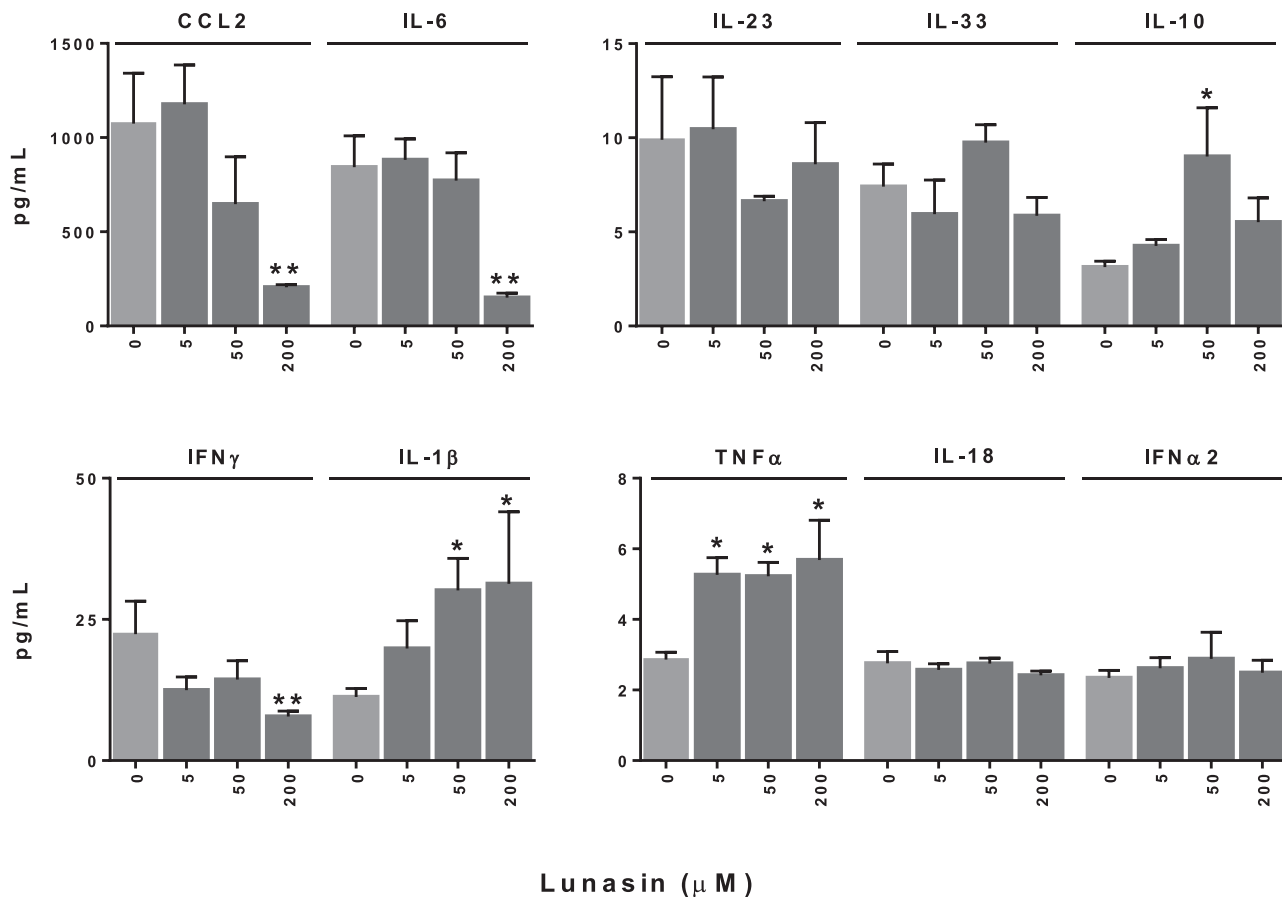 CCL2 IL-6 IL-23 IL-33 IL-10
1500 15
1000 10
500 5
0 0
pg/mL
** ** *
0 5 50 200 0 5 50 200 0 5 50 200 0 5 50 200 0 5 50 200
IFNγ IL-1β TNFα IL-18 IFNα2
50 8
6
25 4
2
0 0
pg/mL
** * * * * *
0 5 50 200 0 5 50 200 0 5 50 200 0 5 50 200 0 5 50 200
Lunasin (μM)